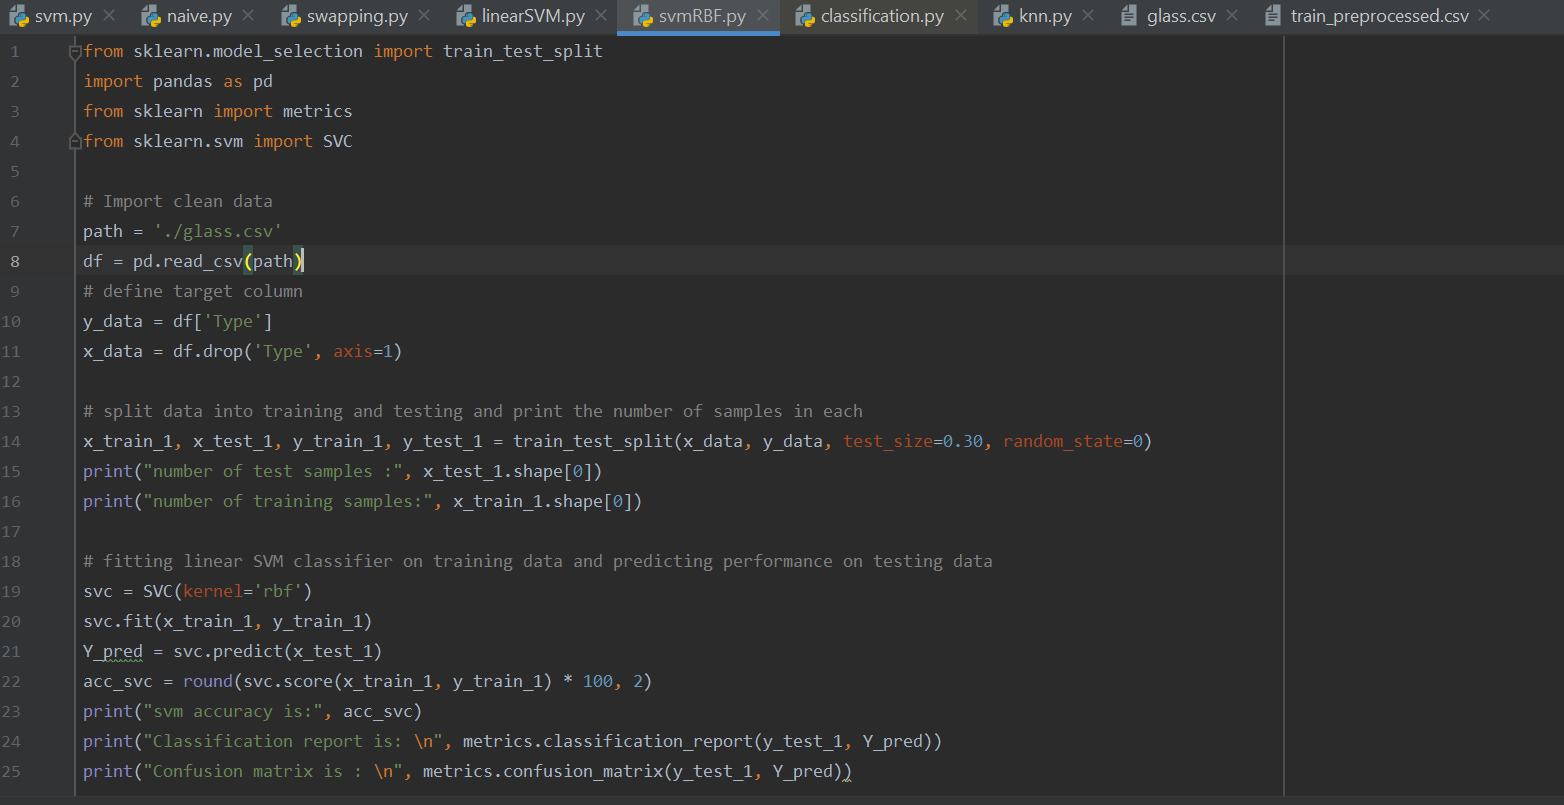 svm.py naive.py swapping.py linearSVM.py svmRBF.py classification.py knn.py glass.csv train_preprocessed.csv
1 from sklearn.model_selection import train_test_split
2 import pandas as pd
3 from sklearn import metrics
4 from sklearn.svm import SVC
5
6 # Import clean data
7 path = './glass.csv'
8 df = pd.read_csv(path)
9 # define target column
10 y_data = df['Type']
11 x_data = df.drop('Type', axis=1)
12
13 # split data into training and testing and print the number of samples in each
14 x_train_1, x_test_1, y_train_1, y_test_1 = train_test_split(x_data, y_data, test_size=0.30, random_state=0)
15 print("number of test samples :", x_test_1.shape[0])
16 print("number of training samples:", x_train_1.shape[0])
17
18 # fitting linear SVM classifier on training data and predicting performance on testing data
19 svc = SVC(kernel='rbf')
20 svc.fit(x_train_1, y_train_1)
21 Y_pred = svc.predict(x_test_1)
22 acc_svc = round(svc.score(x_train_1, y_train_1) * 100, 2)
23 print("svm accuracy is:", acc_svc)
24 print("Classification report is: \n", metrics.classification_report(y_test_1, Y_pred))
25 print("Confusion matrix is : \n", metrics.confusion_matrix(y_test_1, Y_pred))